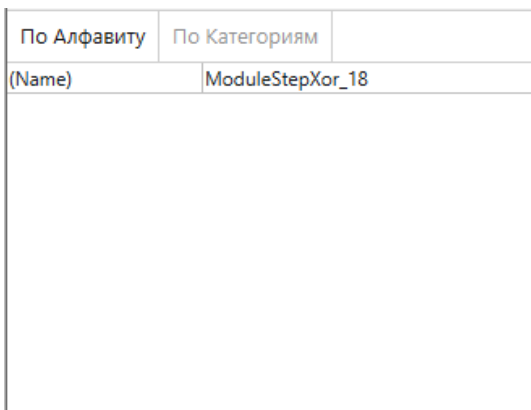 По Алфавиту По Категориям
(Name) ModuleStepXor_18